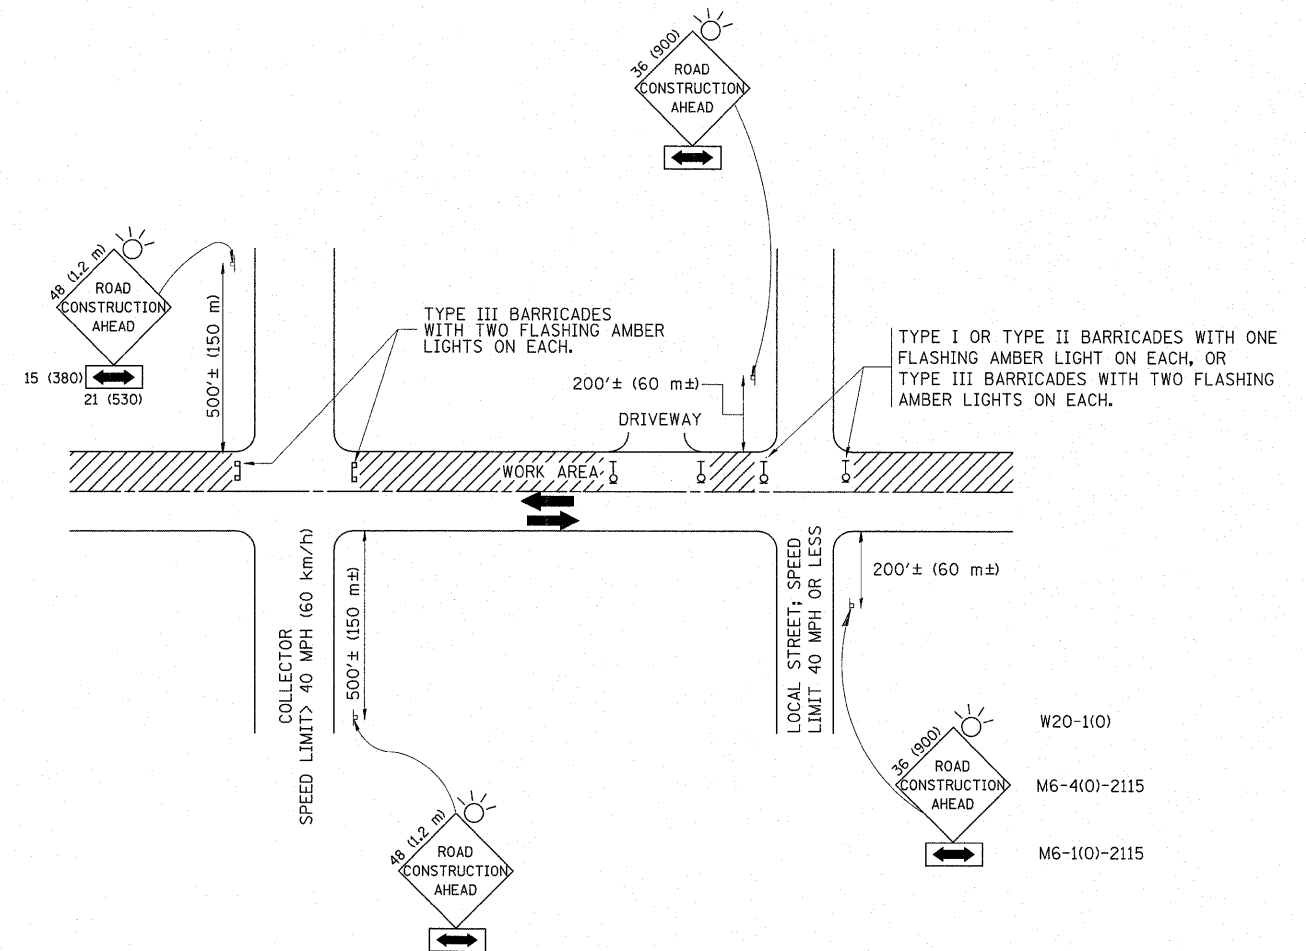 36 (900)
ROAD
CONSTRUCTION
AHEAD
48 (1.2 m)
ROAD
CONSTRUCTION
AHEAD
15 (380)
21 (530)
500'± (150 m)
TYPE III BARRICADES
WITH TWO FLASHING AMBER
LIGHTS ON EACH.
200'± (60 m±)
DRIVEWAY
TYPE I OR TYPE II BARRICADES WITH ONE
FLASHING AMBER LIGHT ON EACH, OR
TYPE III BARRICADES WITH TWO FLASHING
AMBER LIGHTS ON EACH.
WORK AREA
COLLECTOR
SPEED LIMIT> 40 MPH (60 km/h)
500'± (150 m±)
LOCAL STREET; SPEED
LIMIT 40 MPH OR LESS
200'± (60 m±)
48 (1.2 m)
ROAD
CONSTRUCTION
AHEAD
36 (900)
ROAD
CONSTRUCTION
AHEAD
W20-1(O)
M6-4(O)-2115
M6-1(O)-2115